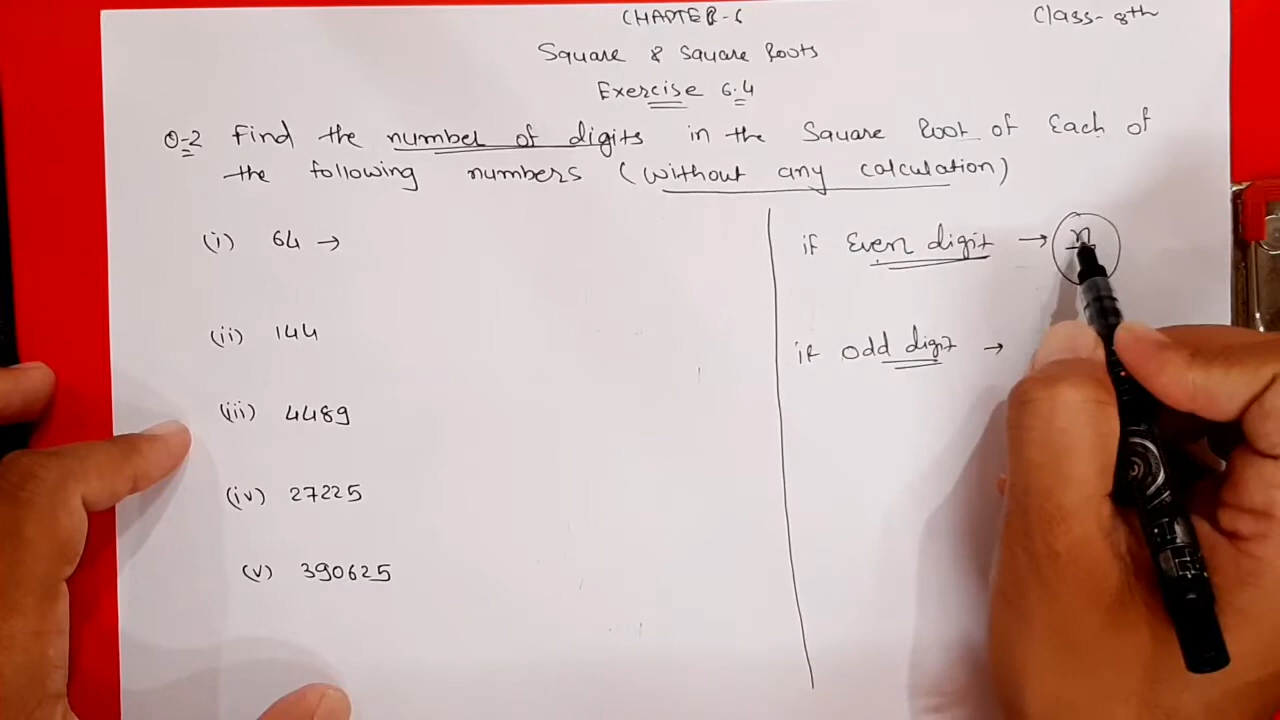 CHAPTER-6
Class-8th
Square & Square Roots
Exercise 6.4
Q-2 Find the number of digits in the Square Root of Each of
the following numbers (without any calculation)
(i) 64 →
(ii) 144
(iii) 4489
(iv) 27225
(v) 390625
if Even digit → n
if odd digit →